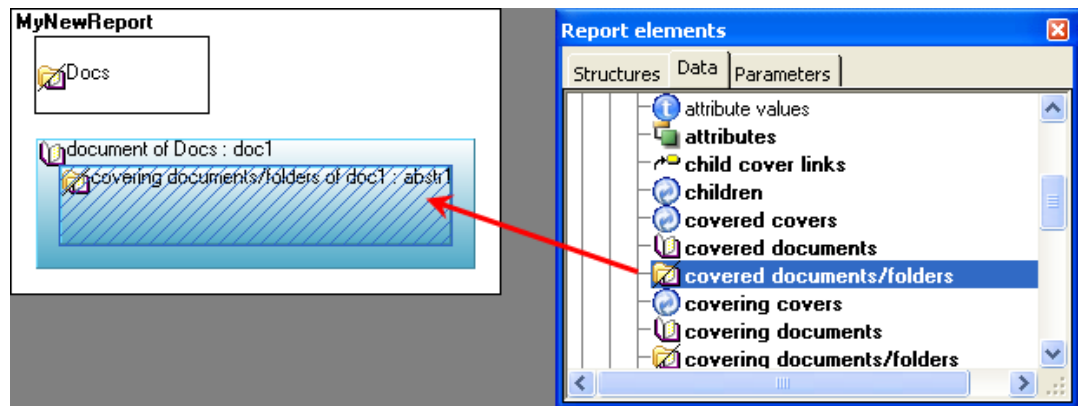 MyNewReport
Docs
document of Docs : doc1
covering documents/folders of doc1 : abstr1
Report elements
Structures Data Parameters
attribute values
attributes
child cover links
children
covered covers
covered documents
covered documents/folders
covering covers
covering documents
covering documents/folders